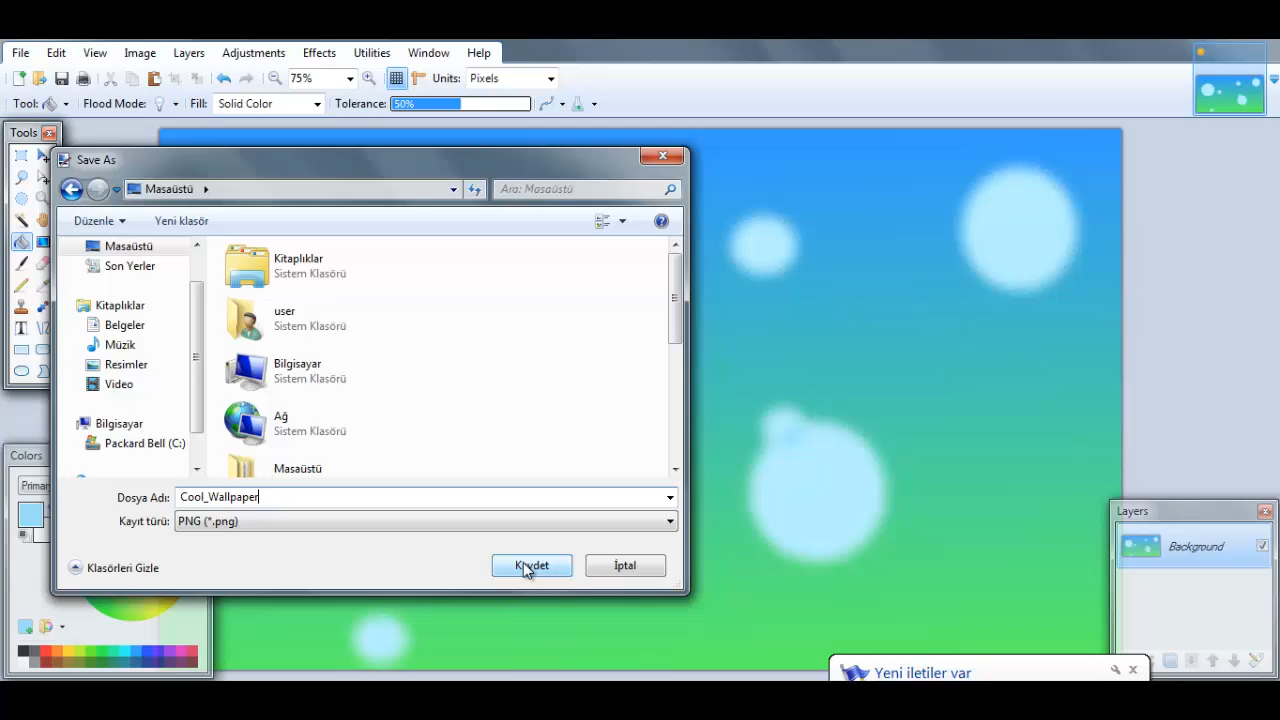 File Edit View Image Layers Adjustments Effects Utilities Window Help
75% Units: Pixels
Tool: Flood Mode: Fill: Solid Color Tolerance: 50%
Tools
Save As
Masaüstü
Ara: Masaüstü
Düzenle Yeni klasör
Masaüstü
Son Yerler
Kitaplıklar
Belgeler
Müzik
Resimler
Video
Bilgisayar
Packard Bell (C:)
Kitaplıklar
Sistem Klasörü
user
Sistem Klasörü
Bilgisayar
Sistem Klasörü
Ağ
Sistem Klasörü
Masaüstü
Dosya Adı: Cool_Wallpaper
Kayıt türü: PNG (*.png)
Klasörleri Gizle
Kaydet İptal
Colors
Primar
Layers
Background
Yeni iletiler var